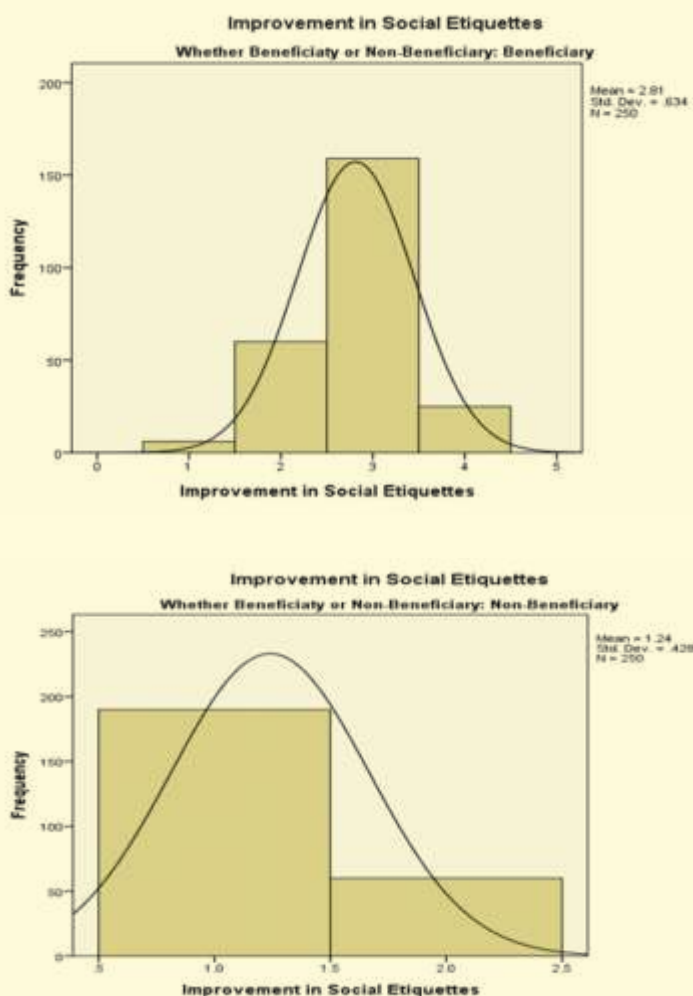 Improvement in Social Etiquettes
Whether Beneficiaty or Non-Beneficiary: Beneficiary
Mean = 2.81
Std. Dev. = .634
N = 250
200
150
100
50
0
Frequency
0 1 2 3 4 5
Improvement in Social Etiquettes
Improvement in Social Etiquettes
Whether Beneficiaty or Non-Beneficiary: Non-Beneficiary
Mean = 1.24
Std. Dev. = .428
N = 250
250
200
150
100
50
0
Frequency
.5 1.0 1.5 2.0 2.5
Improvement in Social Etiquettes